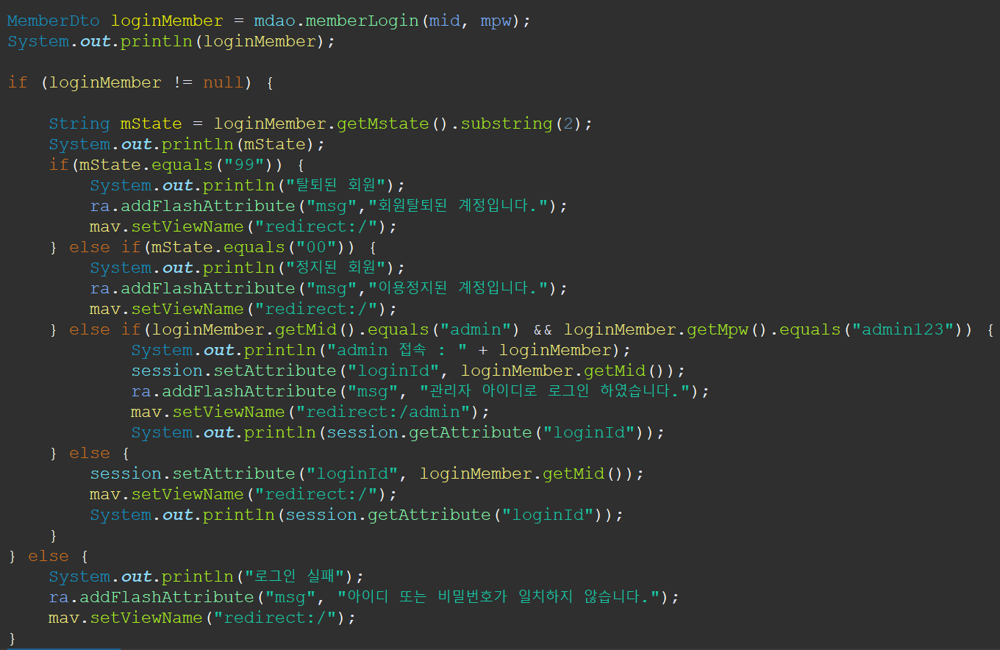 MemberDto loginMember = mdao.memberLogin(mid, mpw);
System.out.println(loginMember);
if (loginMember != null) {
String mState = loginMember.getMstate().substring(2);
System.out.println(mState);
if(mState.equals("99")) {
System.out.println("탈퇴된 회원");
ra.addFlashAttribute("msg","회원탈퇴된 계정입니다.");
mav.setViewName("redirect:/");
} else if(mState.equals("00")) {
System.out.println("정지된 회원");
ra.addFlashAttribute("msg","이용정지된 계정입니다.");
mav.setViewName("redirect:/");
} else if(loginMember.getMid().equals("admin") && loginMember.getMpw().equals("admin123")) {
System.out.println("admin 접속 : " + loginMember);
session.setAttribute("loginId", loginMember.getMid());
ra.addFlashAttribute("msg", "관리자 아이디로 로그인 하였습니다.");
mav.setViewName("redirect:/admin");
System.out.println(session.getAttribute("loginId"));
} else {
session.setAttribute("loginId", loginMember.getMid());
mav.setViewName("redirect:/");
System.out.println(session.getAttribute("loginId"));
}
} else {
System.out.println("로그인 실패");
ra.addFlashAttribute("msg", "아이디 또는 비밀번호가 일치하지 않습니다.");
mav.setViewName("redirect:/");
}